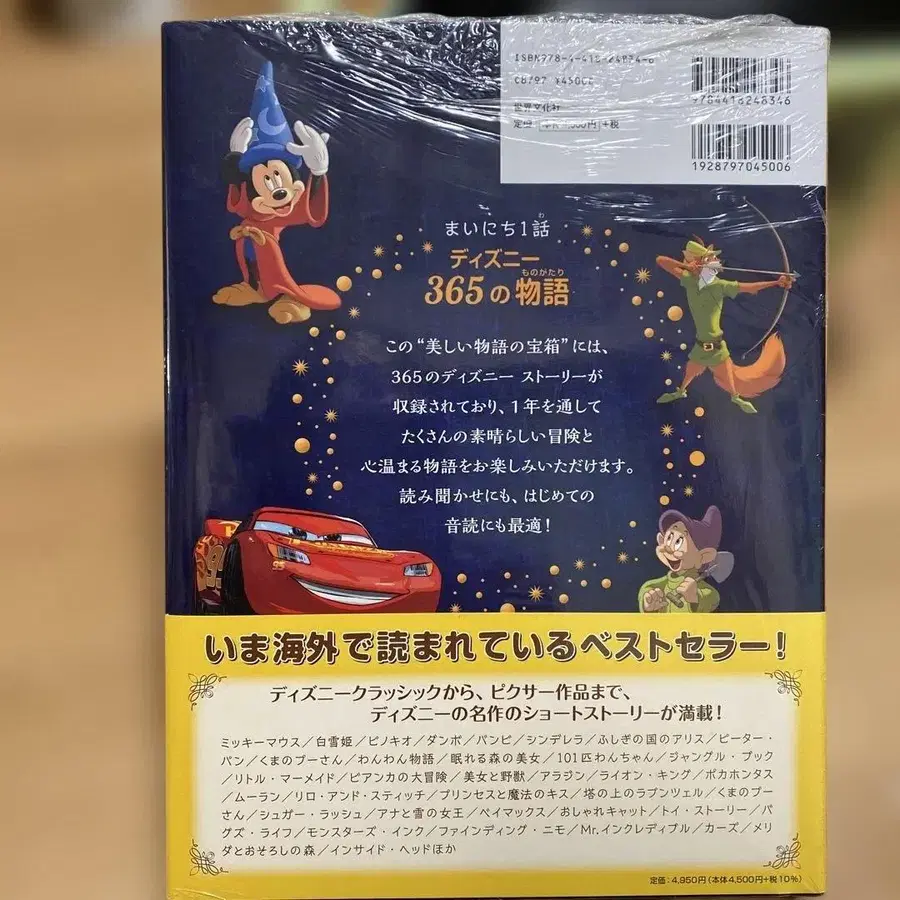 9784418248346
世界文化社
1928797045006
まいにち1話
わ
ディズニー
ものがたり
365の物語
この“美しい物語の宝箱”には、
365のディズニー ストーリーが
収録されており、1年を通して
たくさんの素晴らしい冒険と
心温まる物語をお楽しみいただけます。
読み聞かせにも、はじめての
音読にも最適！
95
いま海外で読まれているベストセラー！
ディズニークラッシックから、ピクサー作品まで、
ディズニーの名作のショートストーリーが満載！
ミッキーマウス／白雪姫／ピノキオ／ダンボ／バンビ／シンデレラ／ふしぎの国のアリス／ピーター・
パン／くまのプーさん／わんわん物語／眠れる森の美女／101匹わんちゃん／ジャングル・ブック
／リトル・マーメイド／ビアンカの大冒険／美女と野獣／アラジン／ライオン・キング／ポカホンタス
／ムーラン／リロ・アンド・スティッチ／プリンセスと魔法のキス／塔の上のラプンツェル／くまのプー
さん／シュガー・ラッシュ／アナと雪の女王／ベイマックス／おしゃれキャット／トイ・ストーリー／バ
グズ・ライフ／モンスターズ・インク／ファインディング・ニモ／Mr.インクレディブル／カーズ／メリ
ダとおそろしの森／インサイド・ヘッドほか
定価：4,950円（本体4,500円＋税10％）